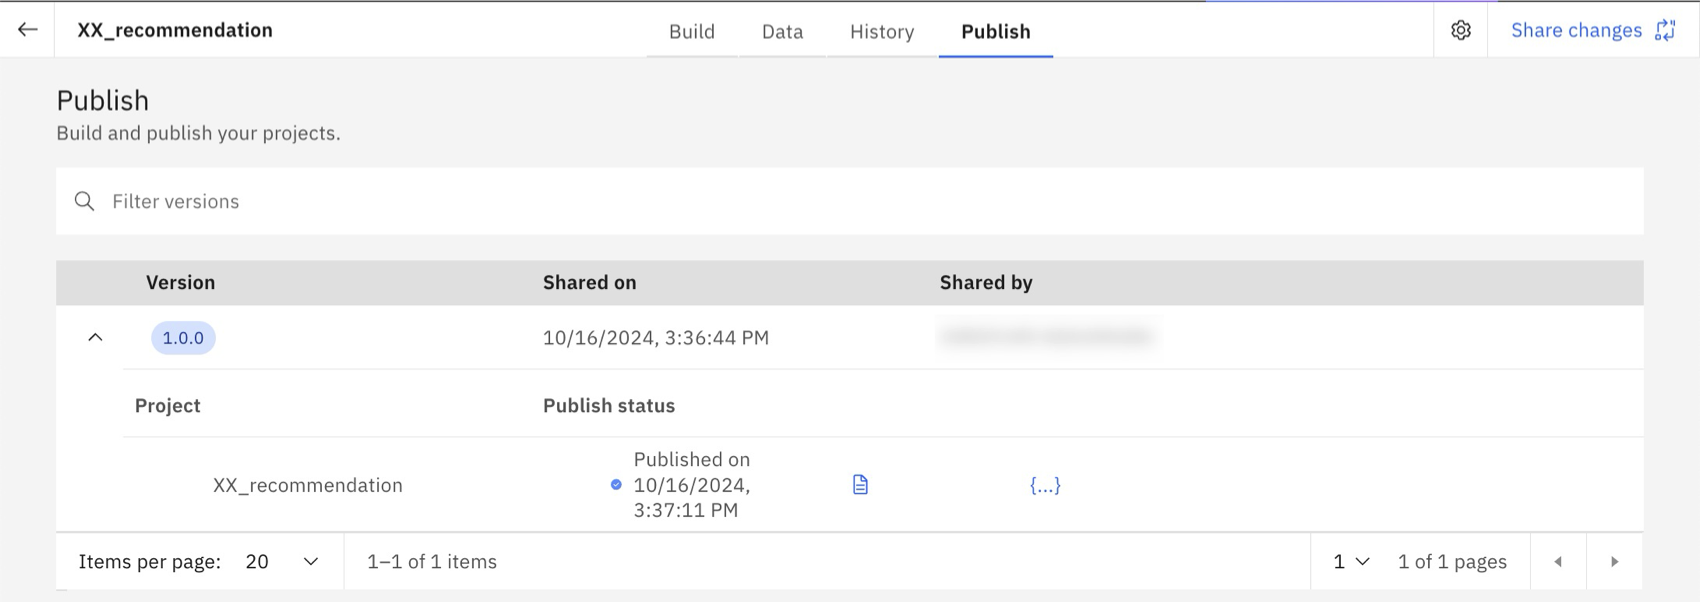 XX_recommendation
Build
Data
History
Publish
Share changes
Publish
Build and publish your projects.
Filter versions
Version
Shared on
Shared by
1.0.0
10/16/2024, 3:36:44 PM
Project
Publish status
XX_recommendation
Published on
10/16/2024,
3:37:11 PM
{...}
Items per page: 20
1–1 of 1 items
1
1 of 1 pages